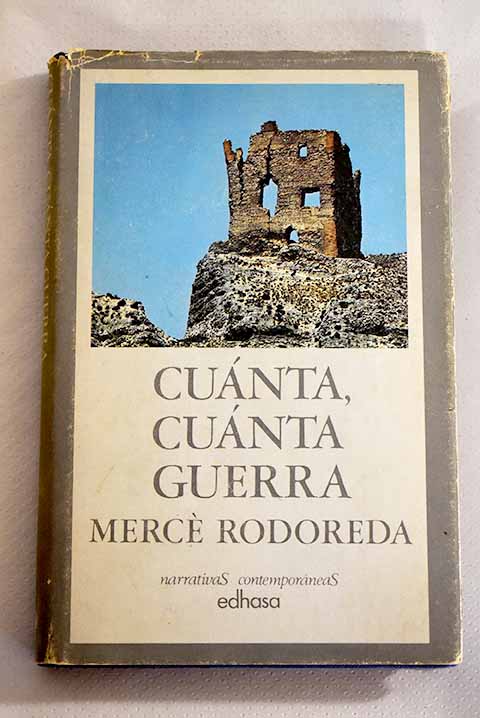 CUÁNTA,
CUÁNTA
GUERRA
MERCÈ RODOREDA
narrativaS contemporáneaS
edhasa